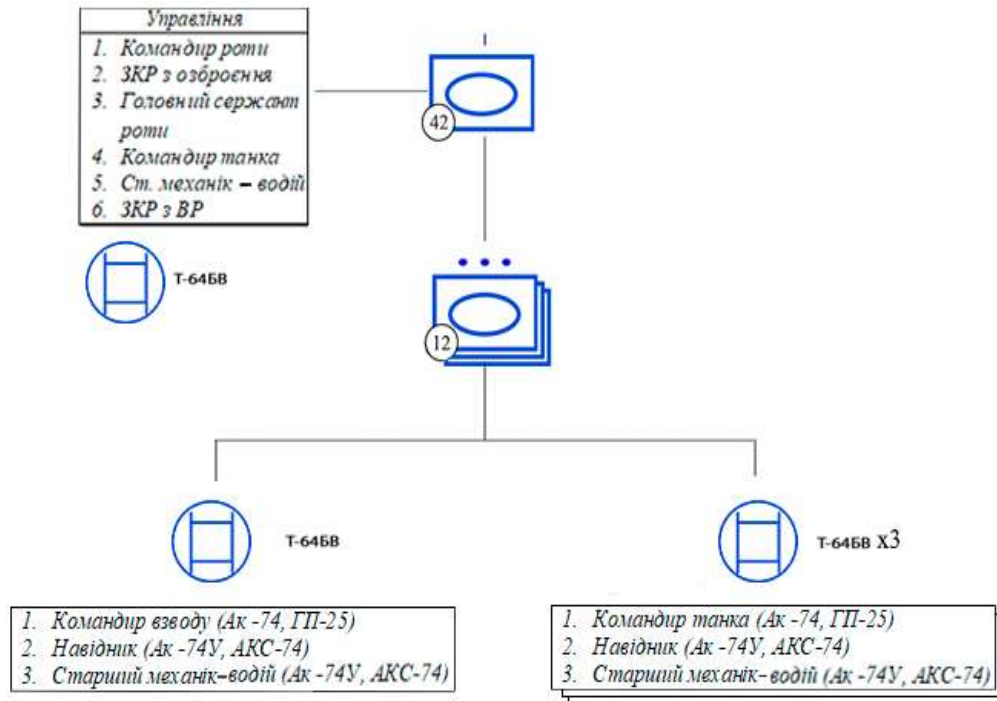 Управління
1. Командир роти
2. ЗКР з озброєння
3. Головний сержант
роти
4. Командир танка
5. Ст. механік – водій
6. ЗКР з ВР
42
Т-64БВ
12
Т-64БВ
Т-64БВ х3
1. Командир взводу (Ак -74, ГП-25)
2. Навідник (Ак -74У, АКС-74)
3. Старший механік–водій (Ак -74У, АКС-74)
1. Командир танка (Ак -74, ГП-25)
2. Навідник (Ак -74У, АКС-74)
3. Старший механік–водій (Ак -74У, АКС-74)